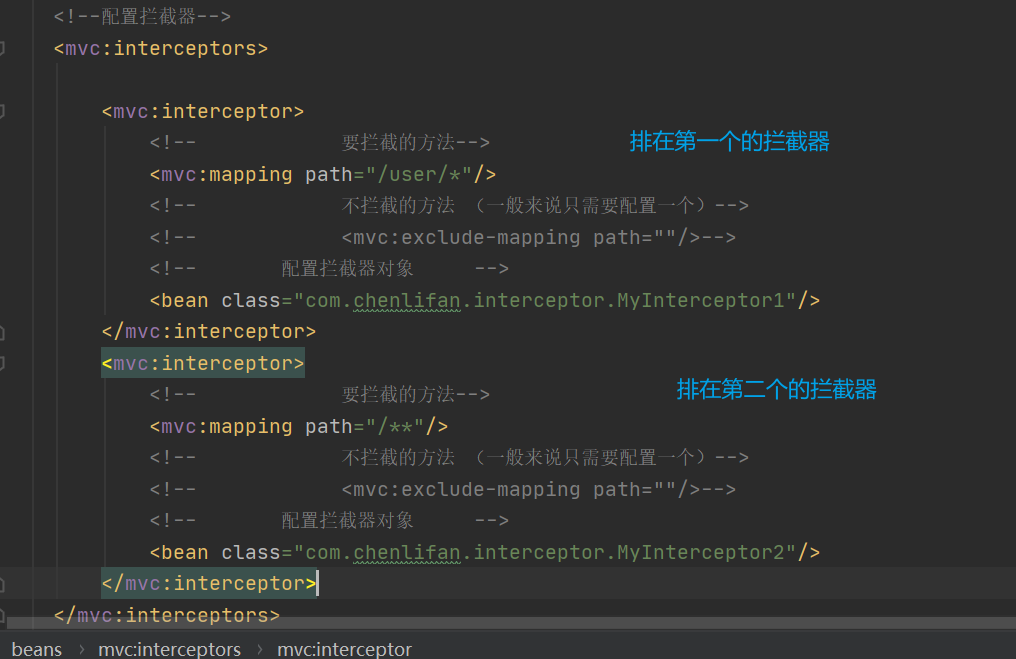 <!--配置拦截器-->
<mvc:interceptors>
<mvc:interceptor>
<!-- 要拦截的方法--> 排在第一个的拦截器
<mvc:mapping path="/user/*"/>
<!-- 不拦截的方法 （一般来说只需要配置一个）-->
<!-- <mvc:exclude-mapping path=""/>-->
<!-- 配置拦截器对象 -->
<bean class="com.chenlifan.interceptor.MyInterceptor1"/>
</mvc:interceptor>
<mvc:interceptor>
<!-- 要拦截的方法--> 排在第二个的拦截器
<mvc:mapping path="/**"/>
<!-- 不拦截的方法 （一般来说只需要配置一个）-->
<!-- <mvc:exclude-mapping path=""/>-->
<!-- 配置拦截器对象 -->
<bean class="com.chenlifan.interceptor.MyInterceptor2"/>
</mvc:interceptor>
</mvc:interceptors>
beans › mvc:interceptors › mvc:interceptor